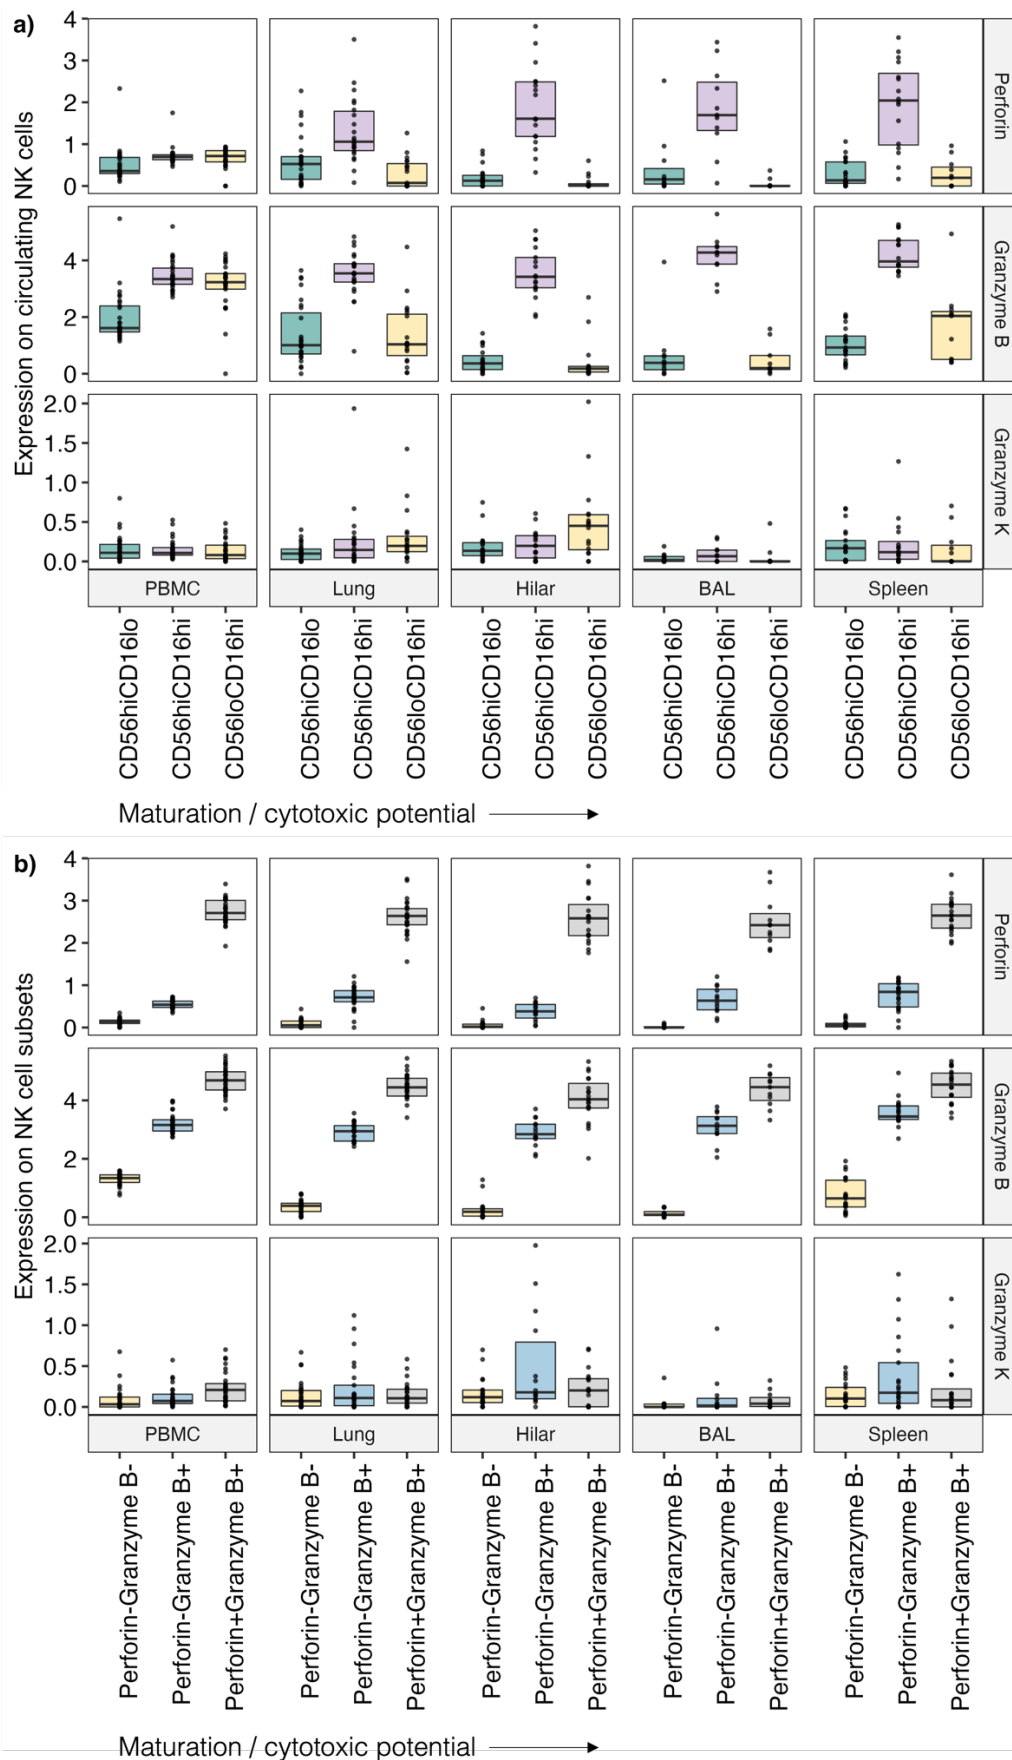 a)
Expression on circulating NK cells
4
3
2
1
0
Perforin
4
2
0
Granzyme B
2.0
1.5
1.0
0.5
0.0
Granzyme K
PBMC Lung Hilar BAL Spleen
CD56hiCD16lo CD56hiCD16hi CD56loCD16hi CD56hiCD16lo CD56hiCD16hi CD56loCD16hi CD56hiCD16lo CD56hiCD16hi CD56loCD16hi CD56hiCD16lo CD56hiCD16hi CD56loCD16hi CD56hiCD16lo CD56hiCD16hi CD56loCD16hi
Maturation / cytotoxic potential
b)
Expression on NK cell subsets
4
3
2
1
0
Perforin
4
2
0
Granzyme B
2.0
1.5
1.0
0.5
0.0
Granzyme K
PBMC Lung Hilar BAL Spleen
Perforin-Granzyme B- Perforin-Granzyme B+ Perforin+Granzyme B+ Perforin-Granzyme B- Perforin-Granzyme B+ Perforin+Granzyme B+ Perforin-Granzyme B- Perforin-Granzyme B+ Perforin+Granzyme B+ Perforin-Granzyme B- Perforin-Granzyme B+ Perforin+Granzyme B+ Perforin-Granzyme B- Perforin-Granzyme B+ Perforin+Granzyme B+
Maturation / cytotoxic potential